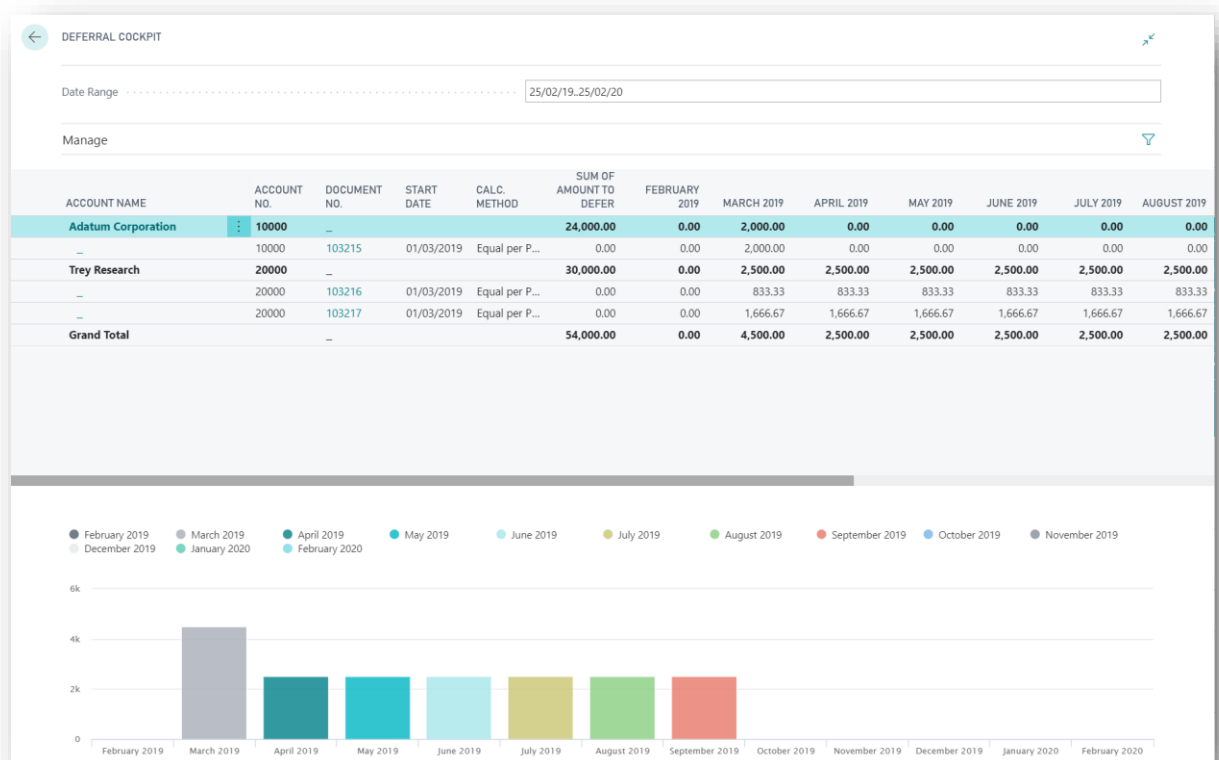 DEFERRAL COCKPIT
Date Range 25/02/19..25/02/20
Manage
ACCOUNT NAME ACCOUNT NO. DOCUMENT NO. START DATE CALC. METHOD SUM OF AMOUNT TO DEFER FEBRUARY 2019 MARCH 2019 APRIL 2019 MAY 2019 JUNE 2019 JULY 2019 AUGUST 2019
Adatum Corporation 10000 _ 24,000.00 0.00 2,000.00 0.00 0.00 0.00 0.00 0.00
_ 10000 103215 01/03/2019 Equal per P... 0.00 0.00 2,000.00 0.00 0.00 0.00 0.00 0.00
Trey Research 20000 _ 30,000.00 0.00 2,500.00 2,500.00 2,500.00 2,500.00 2,500.00 2,500.00
_ 20000 103216 01/03/2019 Equal per P... 0.00 0.00 833.33 833.33 833.33 833.33 833.33 833.33
_ 20000 103217 01/03/2019 Equal per P... 0.00 0.00 1,666.67 1,666.67 1,666.67 1,666.67 1,666.67 1,666.67
Grand Total _ 54,000.00 0.00 4,500.00 2,500.00 2,500.00 2,500.00 2,500.00 2,500.00
February 2019 March 2019 April 2019 May 2019 June 2019 July 2019 August 2019 September 2019 October 2019 November 2019
December 2019 January 2020 February 2020
6k
4k
2k
0
February 2019 March 2019 April 2019 May 2019 June 2019 July 2019 August 2019 September 2019 October 2019 November 2019 December 2019 January 2020 February 2020